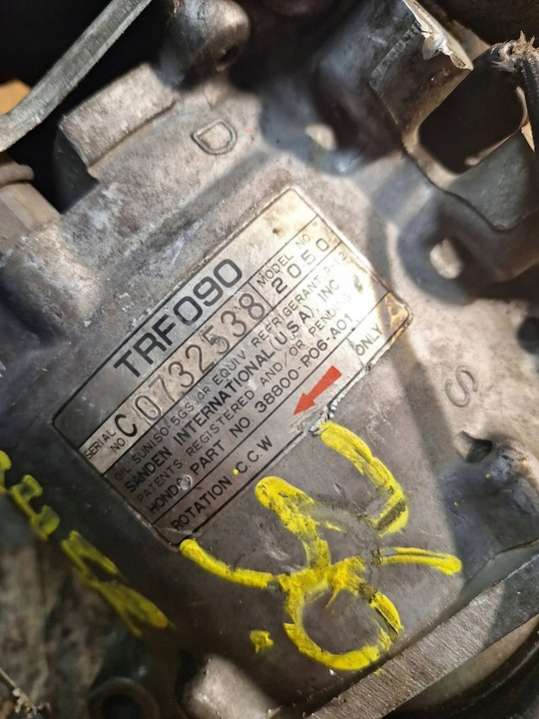 D
TRF090
MODEL NO. 2050
SERIAL NO. C0732538
OIL SUNISO 5GS OR EQUIV REFRIGERANT R-12 ONLY
SANDEN INTERNATIONAL (U.S.A), INC.
PATENTS REGISTERED AND/OR PENDING
HONDA PART NO 38800-P06-A01
ROTATION C.C.W
S